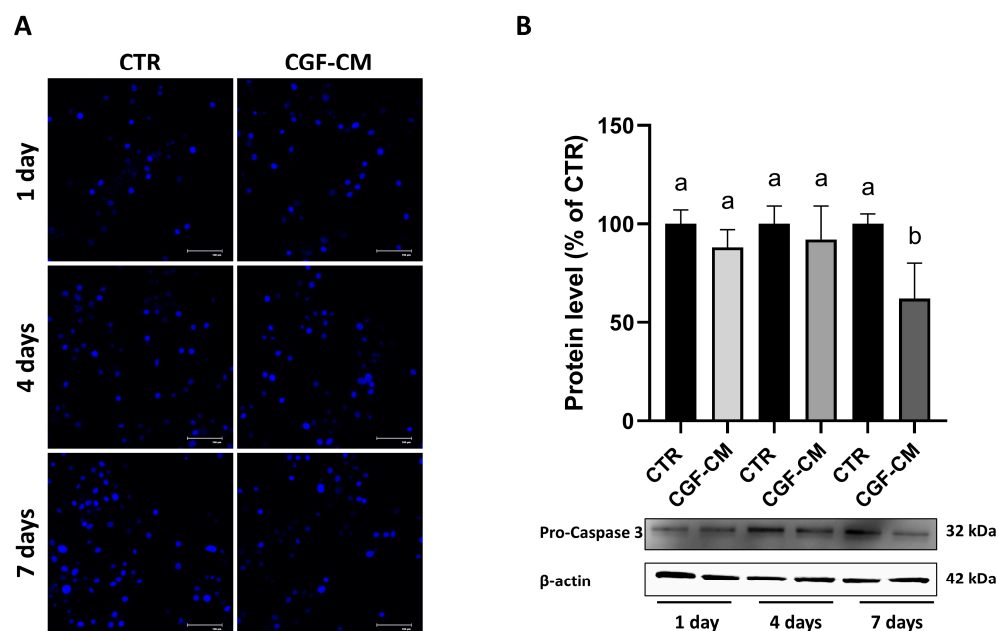 A
CTR CGF-CM
1 day
4 days
7 days
B
Protein level (% of CTR)
150
100
50
0
a a a a a b
CTR CGF-CM CTR CGF-CM CTR CGF-CM
Pro-Caspase 3 32 kDa
β-actin 42 kDa
1 day 4 days 7 days